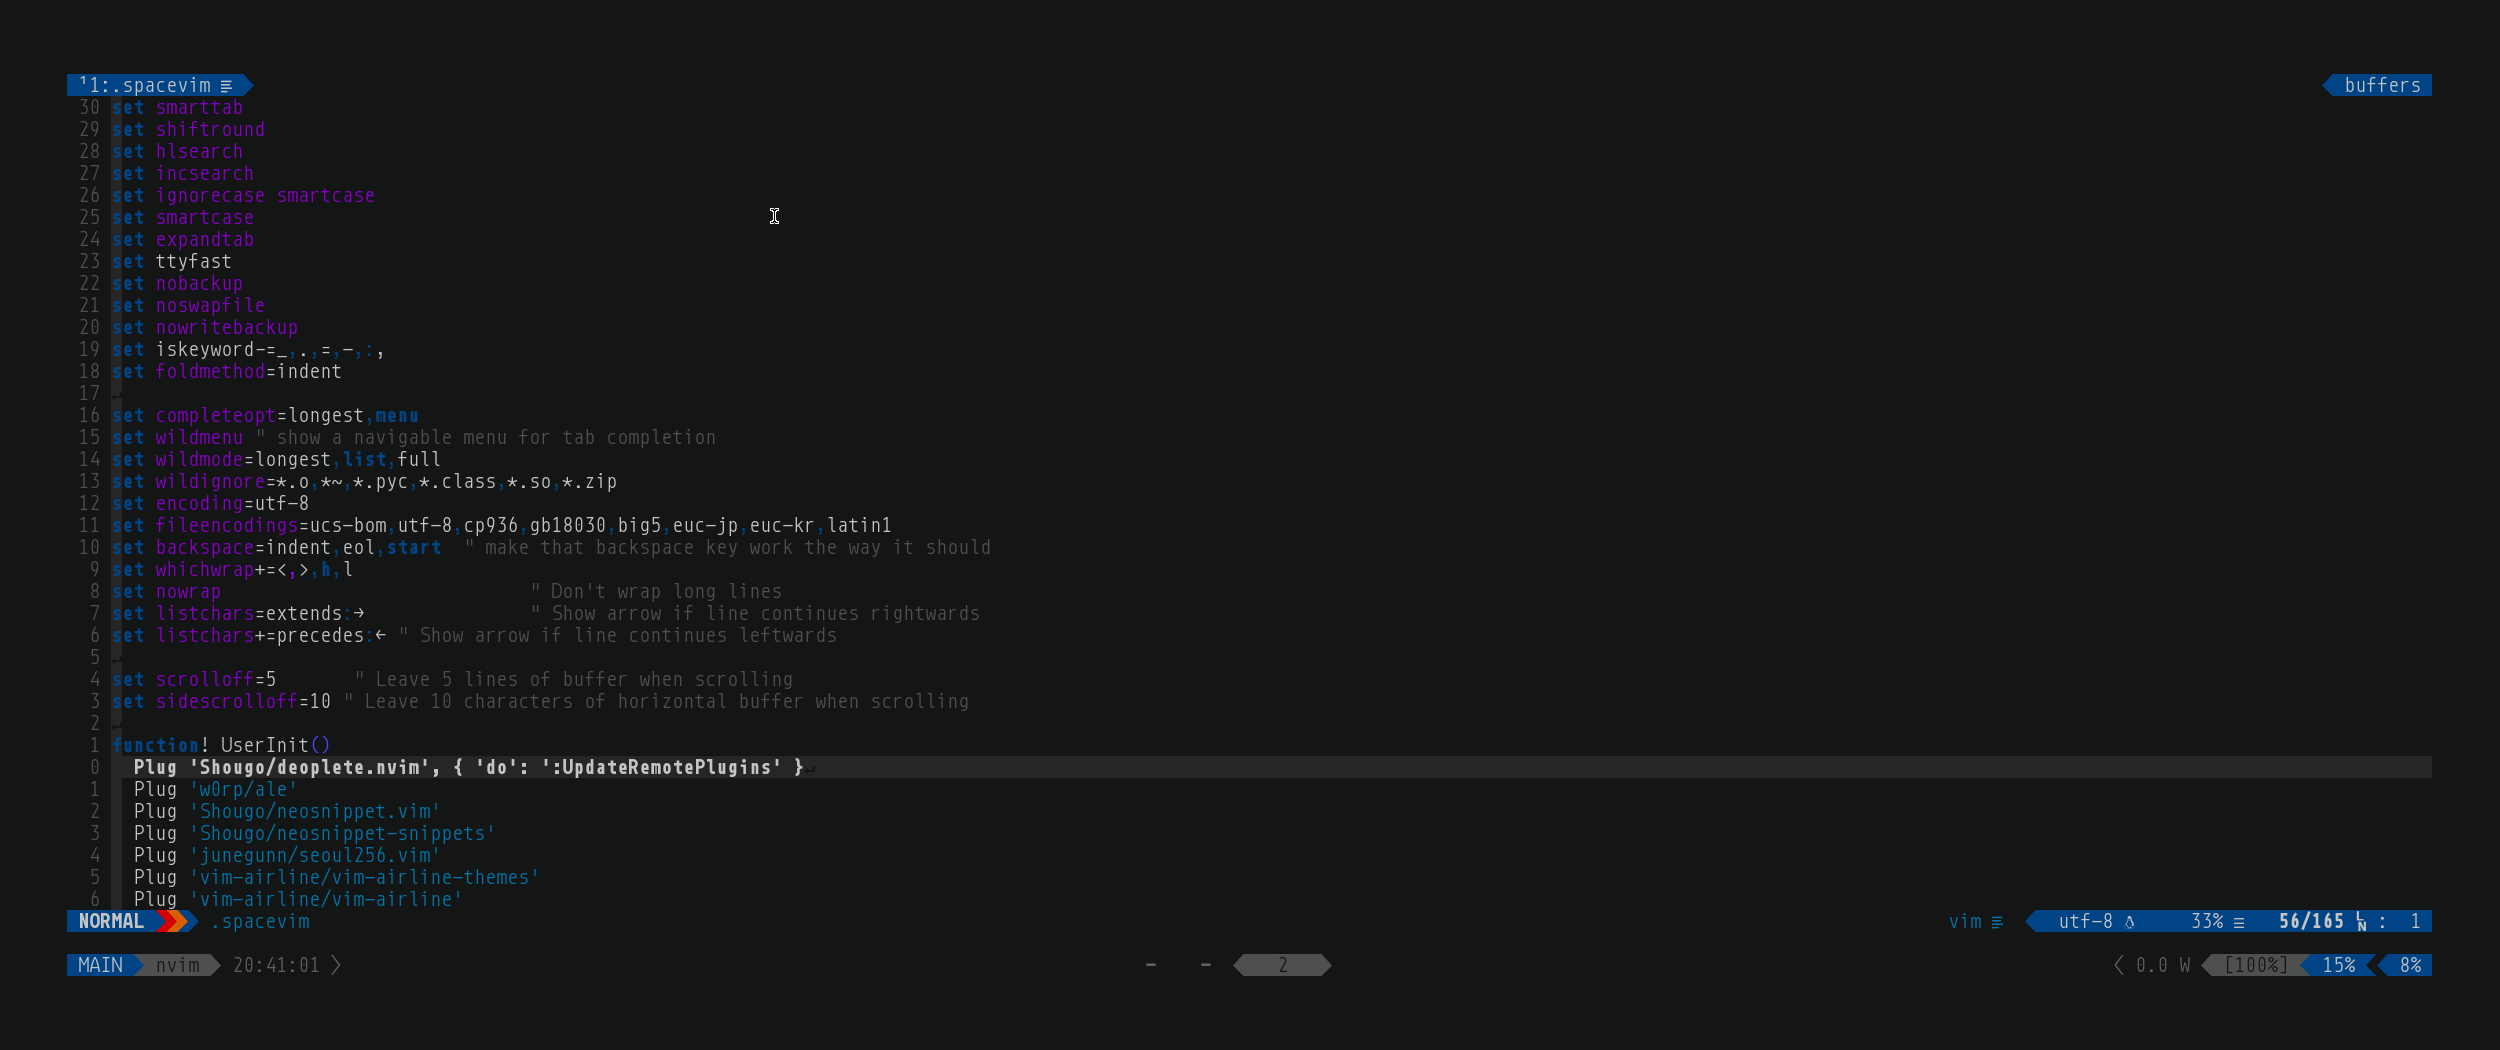 ¹1:.spacevim ≡ buffers
30 set smarttab
29 set shiftround
28 set hlsearch
27 set incsearch
26 set ignorecase smartcase
25 set smartcase
24 set expandtab
23 set ttyfast
22 set nobackup
21 set noswapfile
20 set nowritebackup
19 set iskeyword-=_,.,=,-,:,
18 set foldmethod=indent
17 ↵
16 set completeopt=longest,menu
15 set wildmenu " show a navigable menu for tab completion
14 set wildmode=longest,list,full
13 set wildignore=*.o,*~,*.pyc,*.class,*.so,*.zip
12 set encoding=utf-8
11 set fileencodings=ucs-bom,utf-8,cp936,gb18030,big5,euc-jp,euc-kr,latin1
10 set backspace=indent,eol,start  " make that backspace key work the way it should
9 set whichwrap+=<,>,h,l
8 set nowrap                            " Don't wrap long lines
7 set listchars=extends:→               " Show arrow if line continues rightwards
6 set listchars+=precedes:← " Show arrow if line continues leftwards
5 ↵
4 set scrolloff=5       " Leave 5 lines of buffer when scrolling
3 set sidescrolloff=10 " Leave 10 characters of horizontal buffer when scrolling
2 ↵
1 function! UserInit()
0   Plug 'Shougo/deoplete.nvim', { 'do': ':UpdateRemotePlugins' }↵
1   Plug 'w0rp/ale'
2   Plug 'Shougo/neosnippet.vim'
3   Plug 'Shougo/neosnippet-snippets'
4   Plug 'junegunn/seoul256.vim'
5   Plug 'vim-airline/vim-airline-themes'
6   Plug 'vim-airline/vim-airline'
NORMAL .spacevim vim ≡ utf-8 33% ☰ 56/165 LN : 1
MAIN nvim 20:41:01 - - 2 0.0 W [100%] 15% 8%